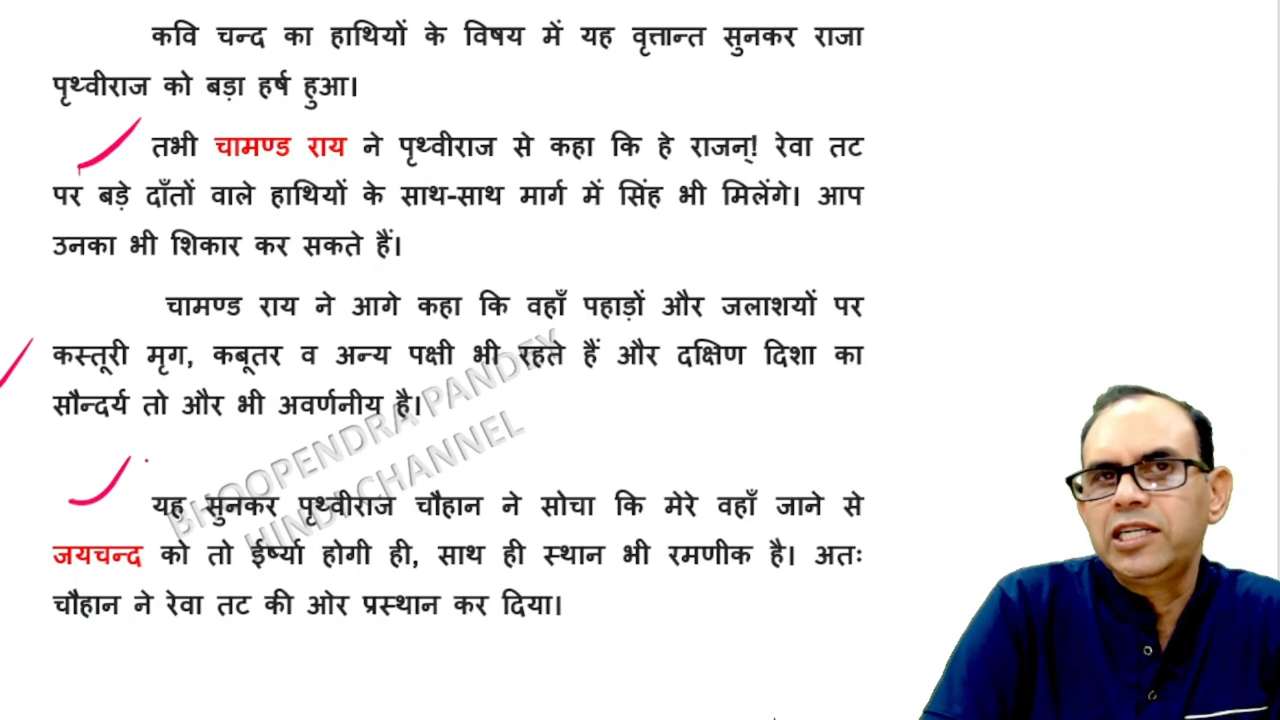 कवि चन्द का हाथियों के विषय में यह वृत्तान्त सुनकर राजा
पृथ्वीराज को बड़ा हर्ष हुआ।
तभी चामण्ड राय ने पृथ्वीराज से कहा कि हे राजन्! रेवा तट
पर बड़े दाँतों वाले हाथियों के साथ-साथ मार्ग में सिंह भी मिलेंगे। आप
उनका भी शिकार कर सकते हैं।
चामण्ड राय ने आगे कहा कि वहाँ पहाड़ों और जलाशयों पर
कस्तूरी मृग, कबूतर व अन्य पक्षी भी रहते हैं और दक्षिण दिशा का
सौन्दर्य तो और भी अवर्णनीय है।
BHOOPENDRA PANDEY
HINDI CHANNEL
यह सुनकर पृथ्वीराज चौहान ने सोचा कि मेरे वहाँ जाने से
जयचन्द को तो ईर्ष्या होगी ही, साथ ही स्थान भी रमणीक है। अतः
चौहान ने रेवा तट की ओर प्रस्थान कर दिया।